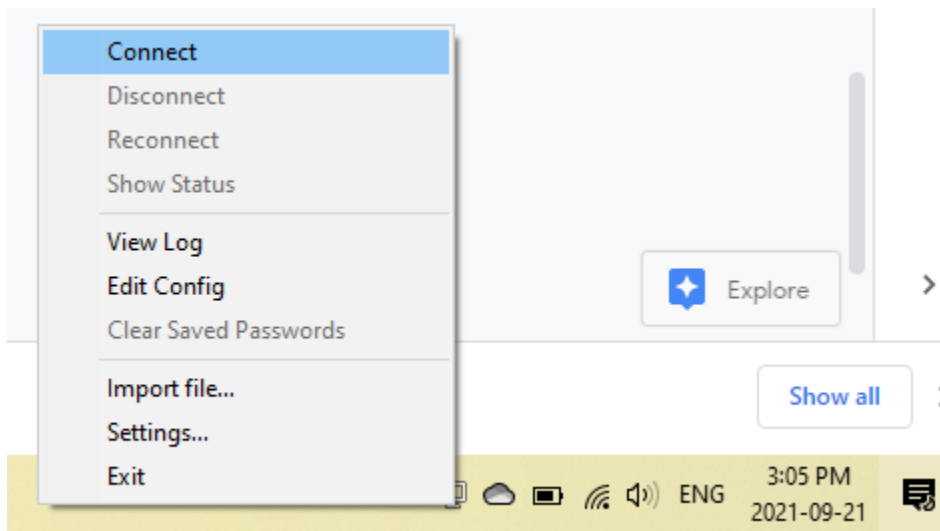 Connect
Disconnect
Reconnect
Show Status
View Log
Edit Config
Clear Saved Passwords
Import file...
Settings...
Exit
Explore
Show all
ENG
3:05 PM
2021-09-21